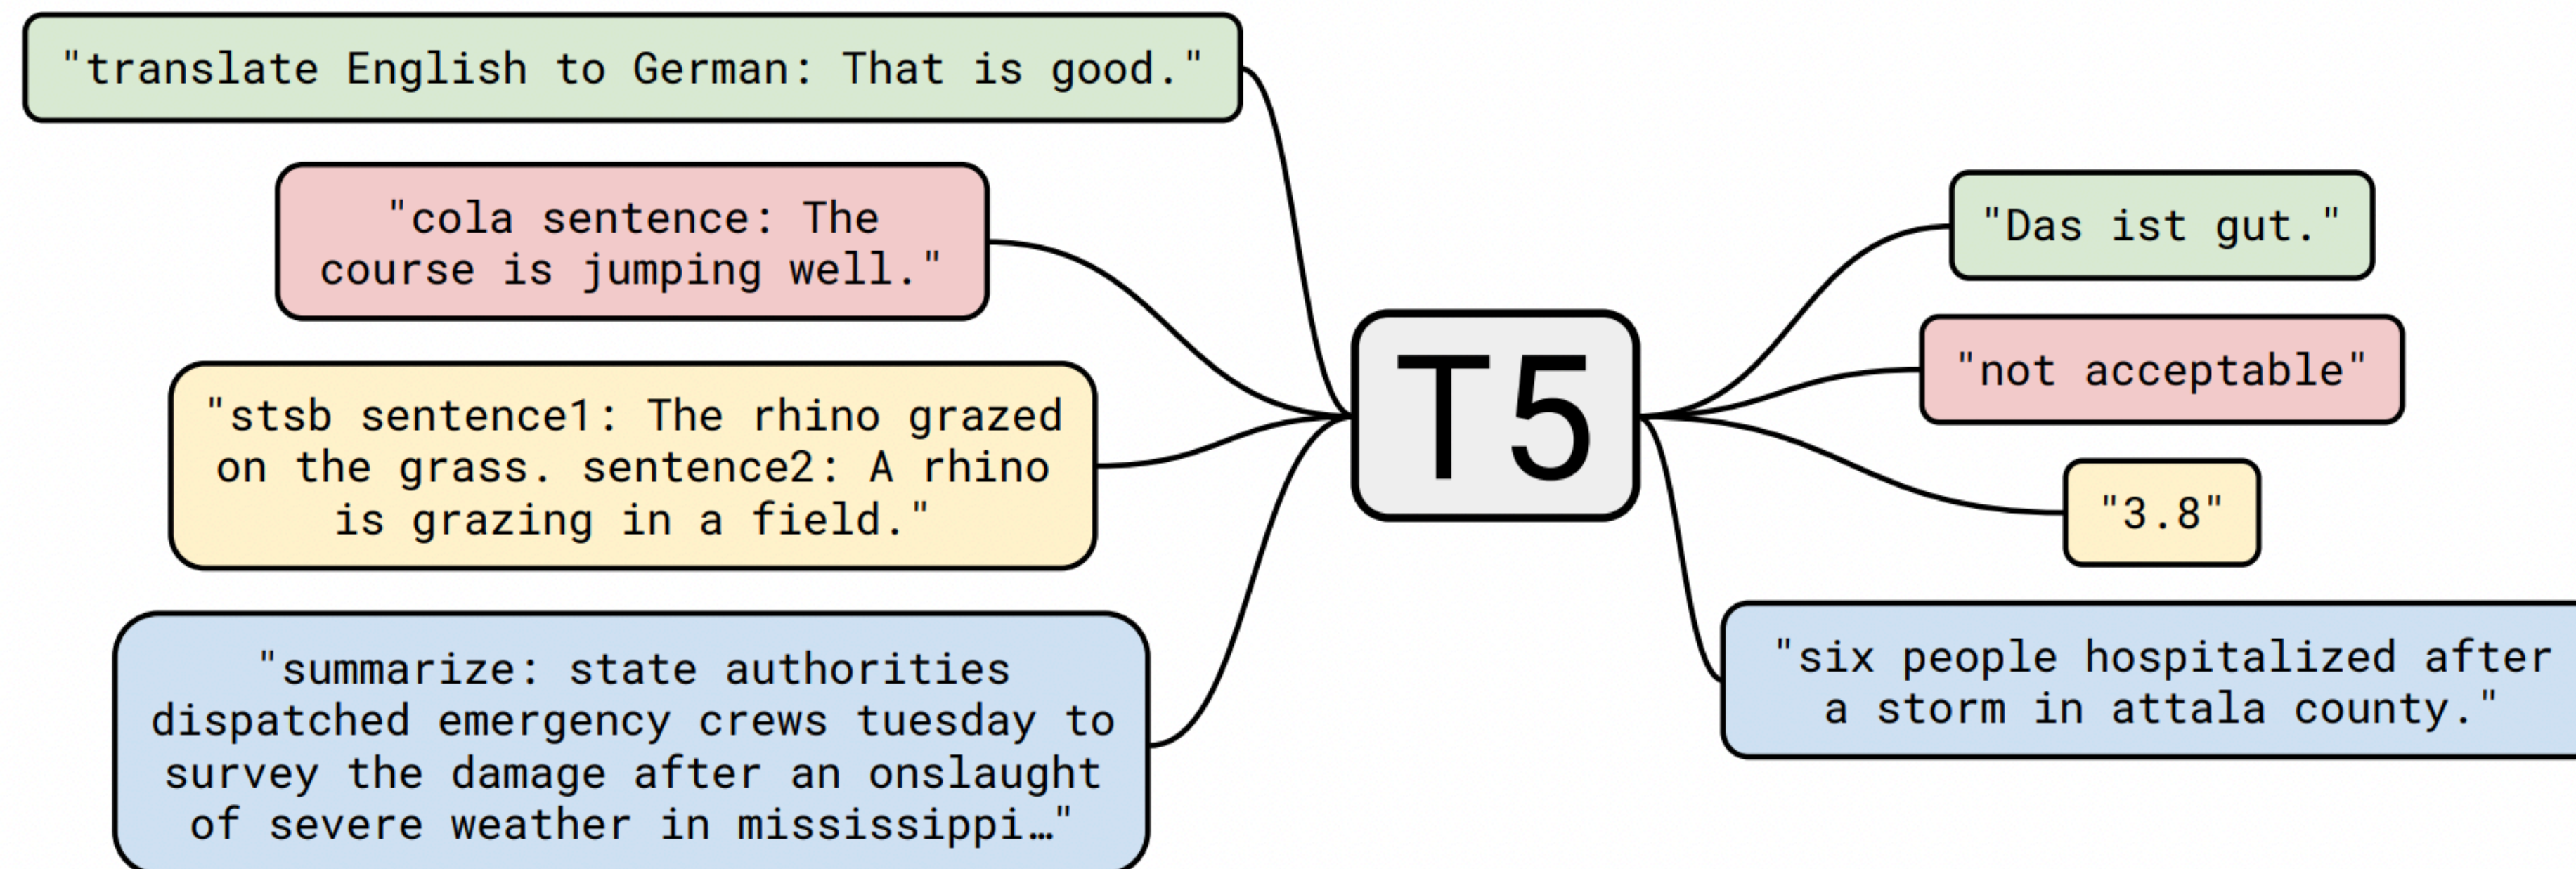 "translate English to German: That is good."
"cola sentence: The
course is jumping well."
"stsb sentence1: The rhino grazed
on the grass. sentence2: A rhino
is grazing in a field."
"summarize: state authorities
dispatched emergency crews tuesday to
survey the damage after an onslaught
of severe weather in mississippi…"
T5
"Das ist gut."
"not acceptable"
"3.8"
"six people hospitalized after
a storm in attala county."